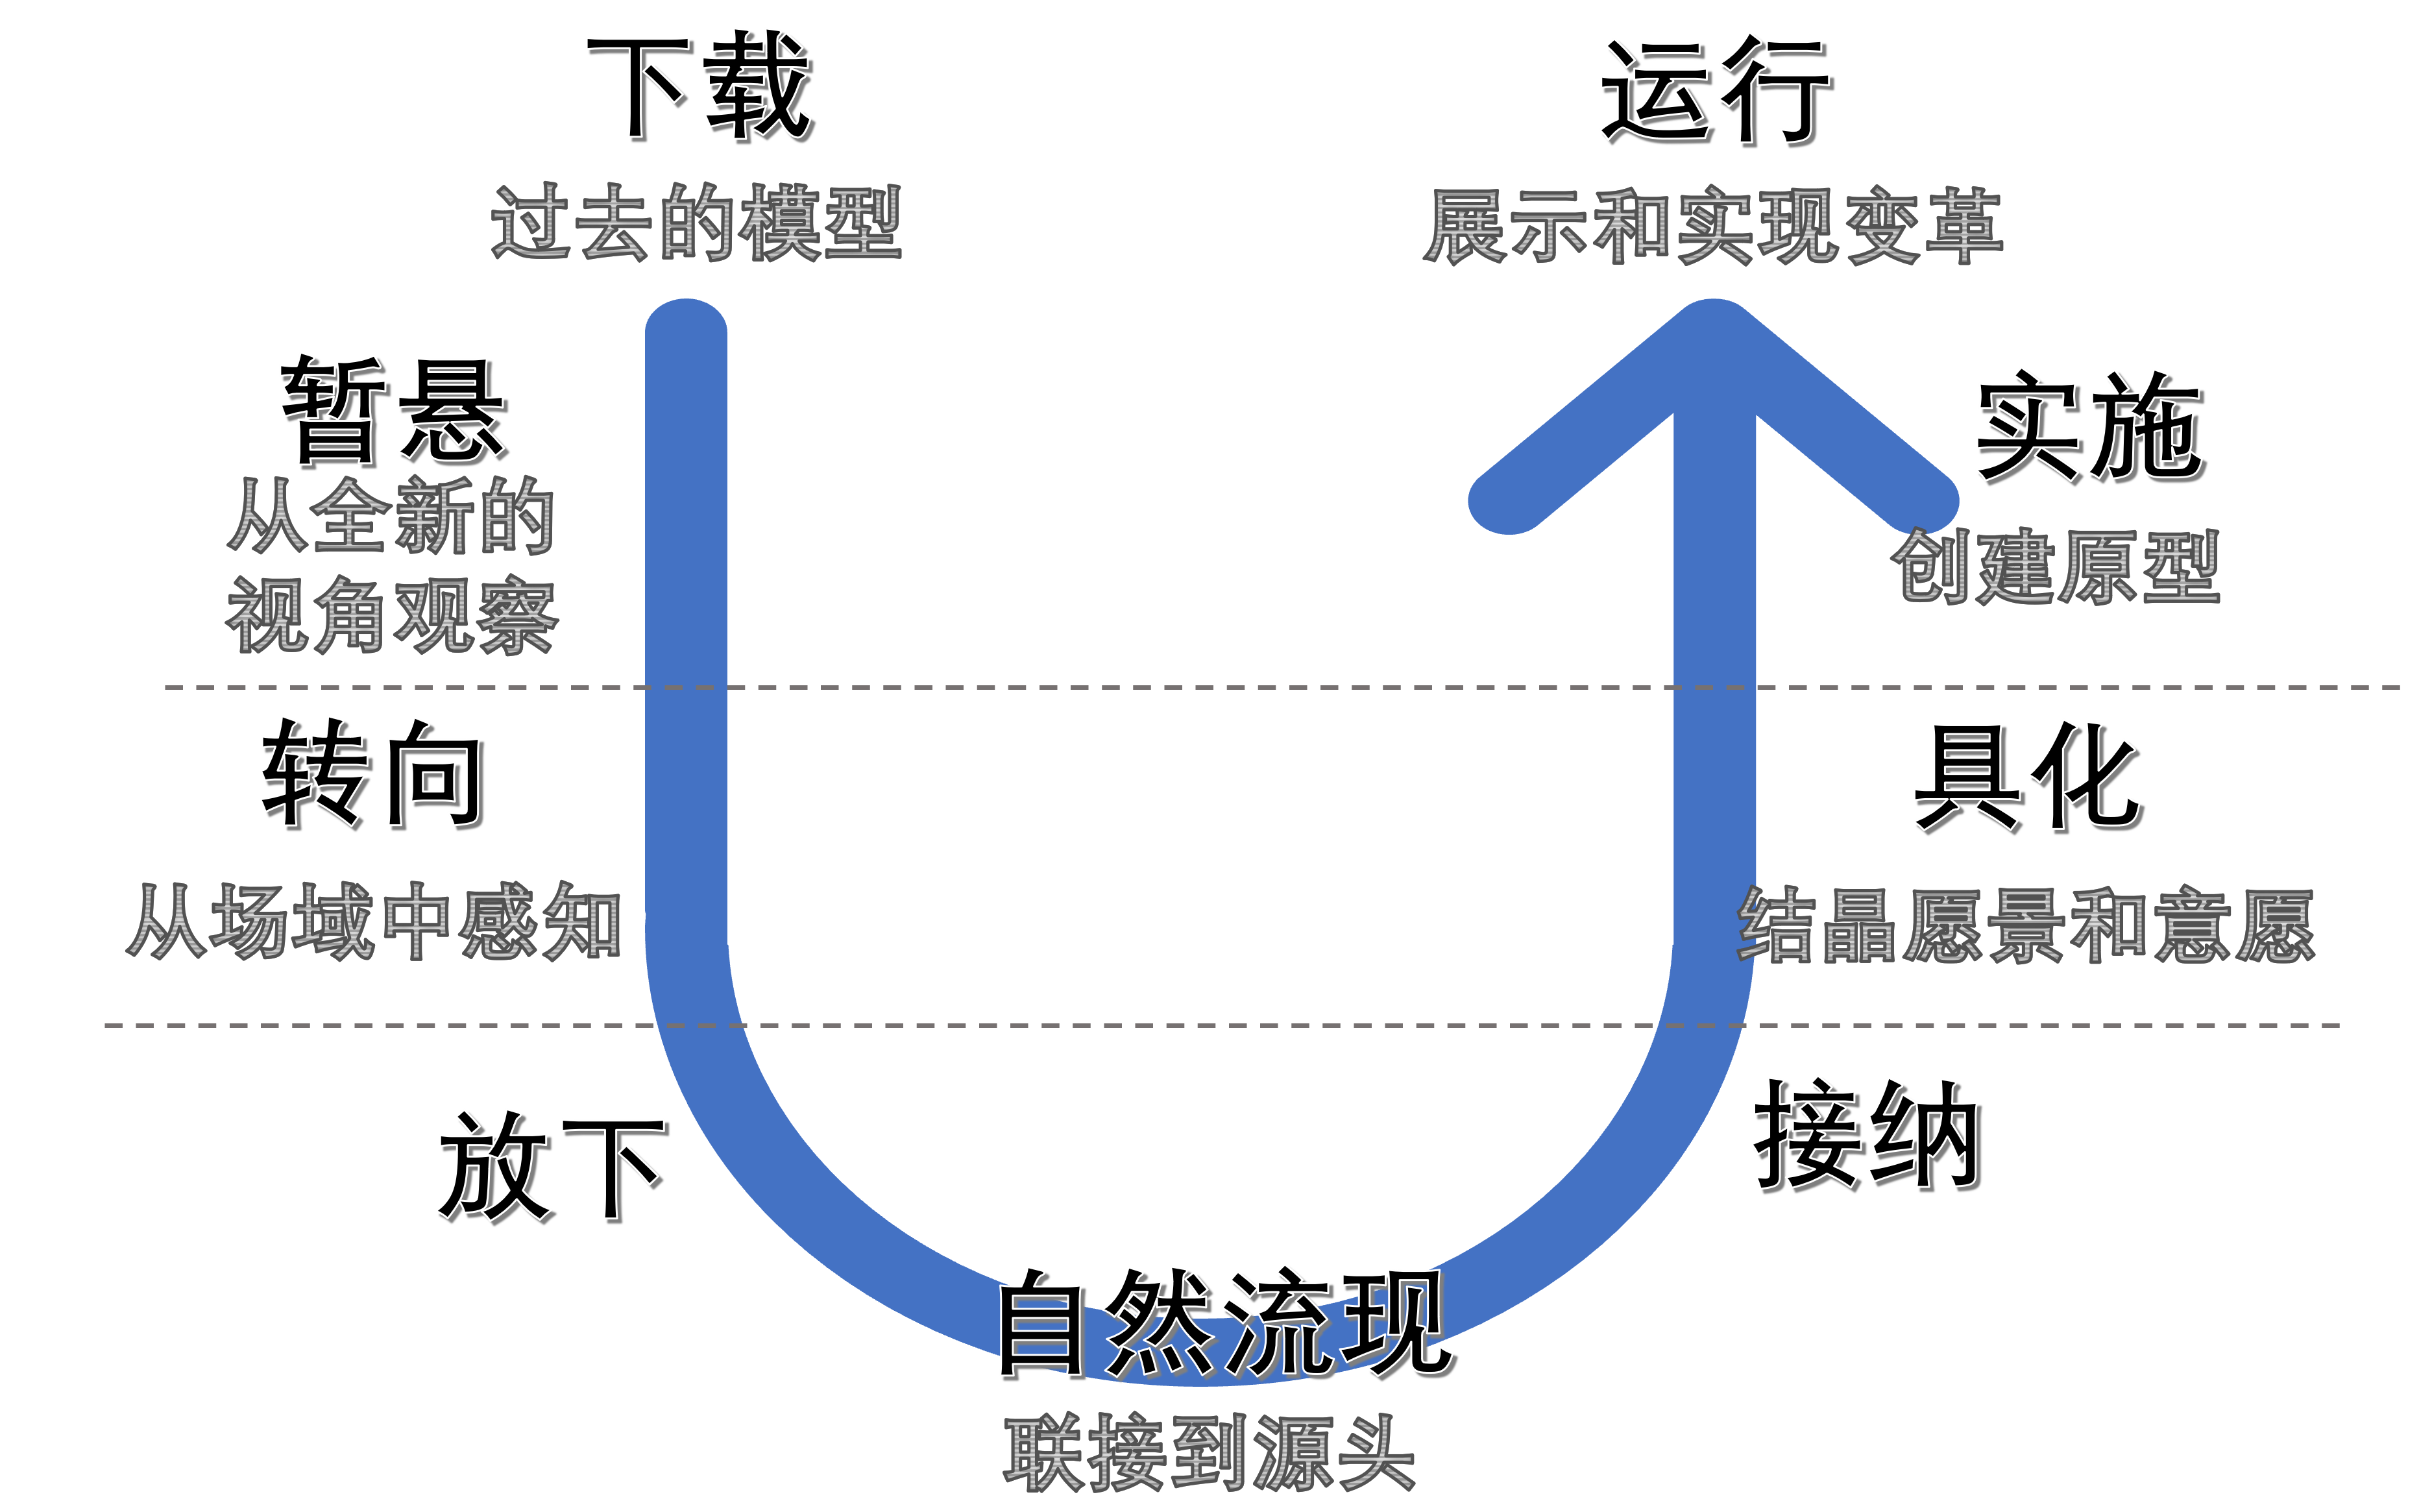 下载
过去的模型
运行
展示和实现变革
暂悬
从全新的
视角观察
实施
创建原型
转向
从场域中感知
具化
结晶愿景和意愿
放下
接纳
自然流现
联接到源头